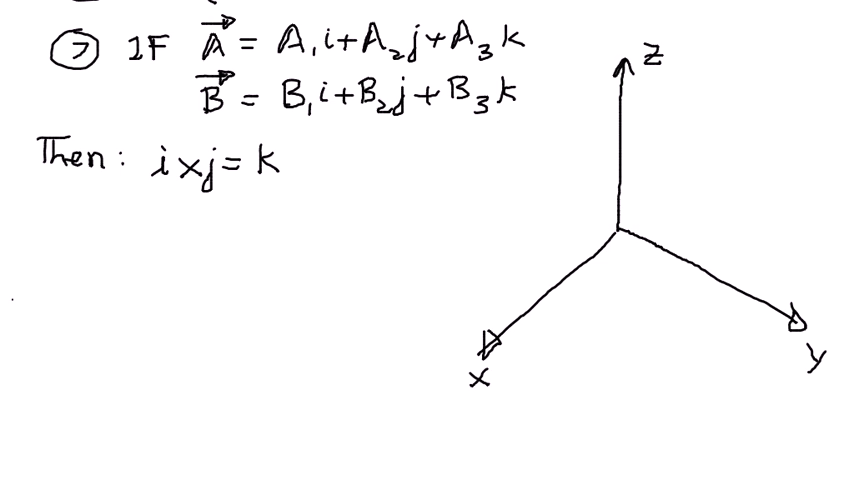 ⑦ IF A⃗ = A₁i+A₂j+A₃k
B⃗ = B₁i+B₂j+B₃k
Then: i×j=k
z
x
y